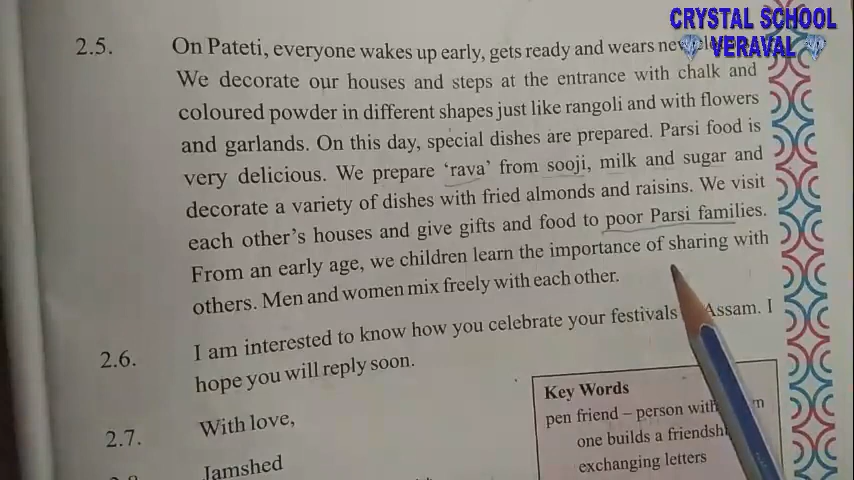 CRYSTAL SCHOOL
VERAVAL
2.5. On Pateti, everyone wakes up early, gets ready and wears new
We decorate our houses and steps at the entrance with chalk and
coloured powder in different shapes just like rangoli and with flowers
and garlands. On this day, special dishes are prepared. Parsi food is
very delicious. We prepare ‘rava’ from sooji, milk and sugar and
decorate a variety of dishes with fried almonds and raisins. We visit
each other’s houses and give gifts and food to poor Parsi families.
From an early age, we children learn the importance of sharing with
others. Men and women mix freely with each other.
2.6. I am interested to know how you celebrate your festivals Assam. I
hope you will reply soon.
2.7. With love,
Jamshed
Key Words
pen friend – person with
one builds a
exchanging letters